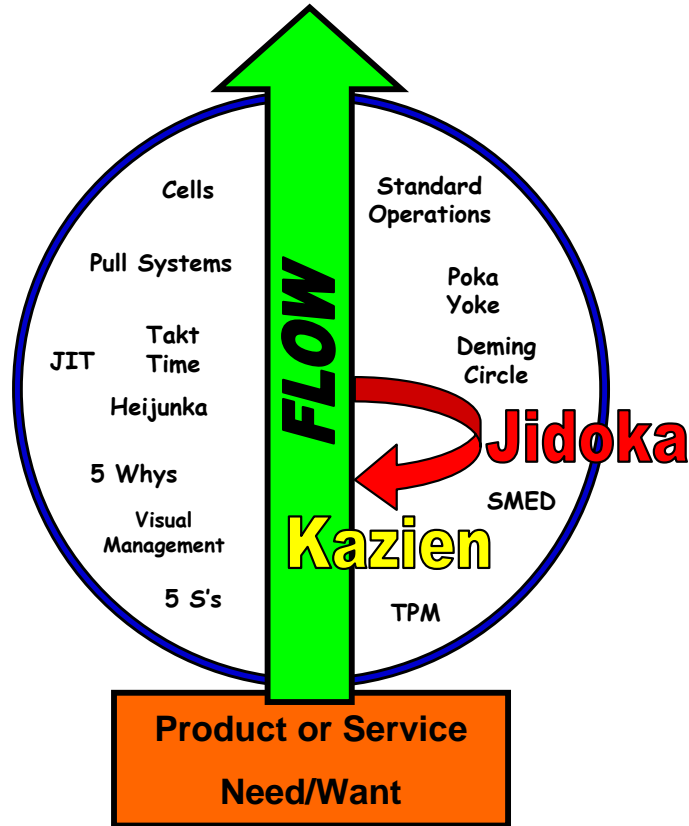 Cells
Pull Systems
JIT
Takt
Time
Heijunka
5 Whys
Visual
Management
5 S's
FLOW
Standard
Operations
Poka
Yoke
Deming
Circle
Jidoka
SMED
Kazien
TPM
Product or Service
Need/Want